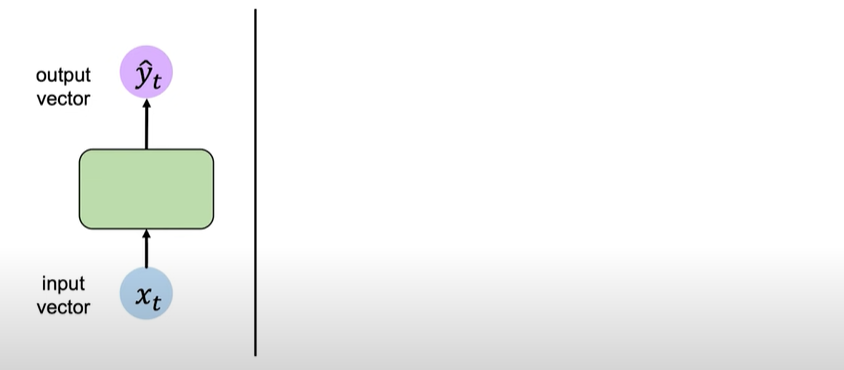 output
vector
ŷₜ
input
vector
xₜ